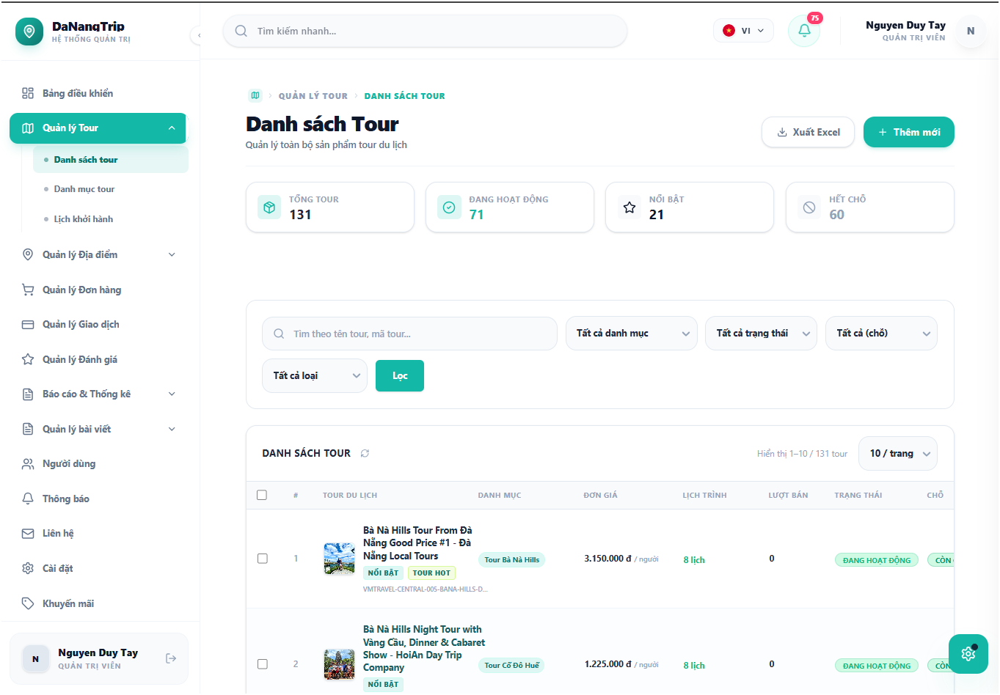 DaNangTrip
HỆ THỐNG QUẢN TRỊ
Tìm kiếm nhanh...
VI
75
Nguyen Duy Tay
QUẢN TRỊ VIÊN
N
Bảng điều khiển
Quản lý Tour
Danh sách tour
Danh mục tour
Lịch khởi hành
Quản lý Địa điểm
Quản lý Đơn hàng
Quản lý Giao dịch
Quản lý Đánh giá
Báo cáo & Thống kê
Quản lý bài viết
Người dùng
Thông báo
Liên hệ
Cài đặt
Khuyến mãi
N
Nguyen Duy Tay
QUẢN TRỊ VIÊN
QUẢN LÝ TOUR
DANH SÁCH TOUR
Danh sách Tour
Quản lý toàn bộ sản phẩm tour du lịch
Xuất Excel
Thêm mới
TỔNG TOUR
131
ĐANG HOẠT ĐỘNG
71
NỔI BẬT
21
HẾT CHỖ
60
Tìm theo tên tour, mã tour...
Tất cả danh mục
Tất cả trạng thái
Tất cả (chỗ)
Tất cả loại
Lọc
DANH SÁCH TOUR
Hiển thị 1–10 / 131 tour
10 / trang
# TOUR DU LỊCH DANH MỤC ĐƠN GIÁ LỊCH TRÌNH LƯỢT BÁN TRẠNG THÁI CHỖ
1
Bà Nà Hills Tour From Đà
Nẵng Good Price #1 - Đà
Nẵng Local Tours
NỔI BẬT TOUR HOT
VMTRAVEL-CENTRAL-005-BANA-HILLS-D...
Tour Bà Nà Hills
3.150.000 đ / người
8 lịch
0
ĐANG HOẠT ĐỘNG
CÒN
2
Bà Nà Hills Night Tour with
Vàng Cầu, Dinner & Cabaret
Show - HoiAn Day Trip
Company
NỔI BẬT
Tour Cố Đô Huế
1.225.000 đ / người
8 lịch
0
ĐANG HOẠT ĐỘNG
CÒN